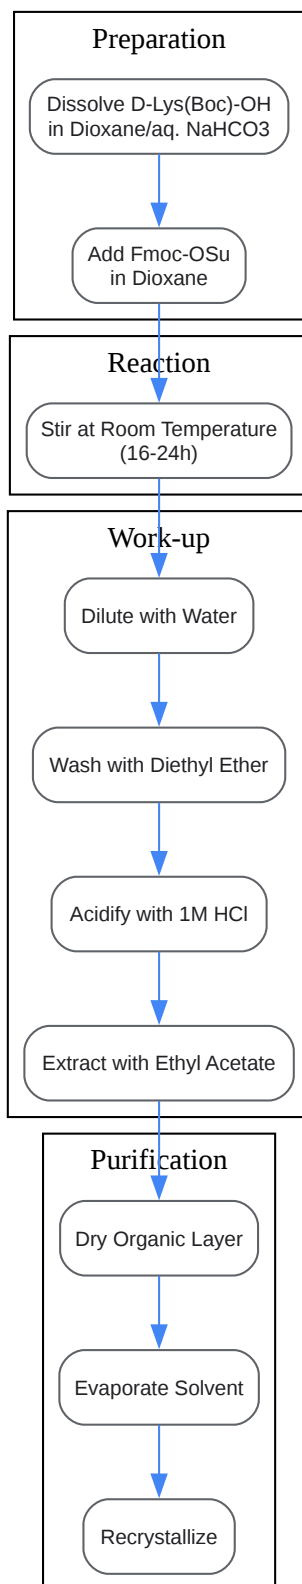 Preparation
Dissolve D-Lys(Boc)-OH
in Dioxane/aq. NaHCO3
Add Fmoc-OSu
in Dioxane
Reaction
Stir at Room Temperature
(16-24h)
Work-up
Dilute with Water
Wash with Diethyl Ether
Acidify with 1M HCl
Extract with Ethyl Acetate
Purification
Dry Organic Layer
Evaporate Solvent
Recrystallize